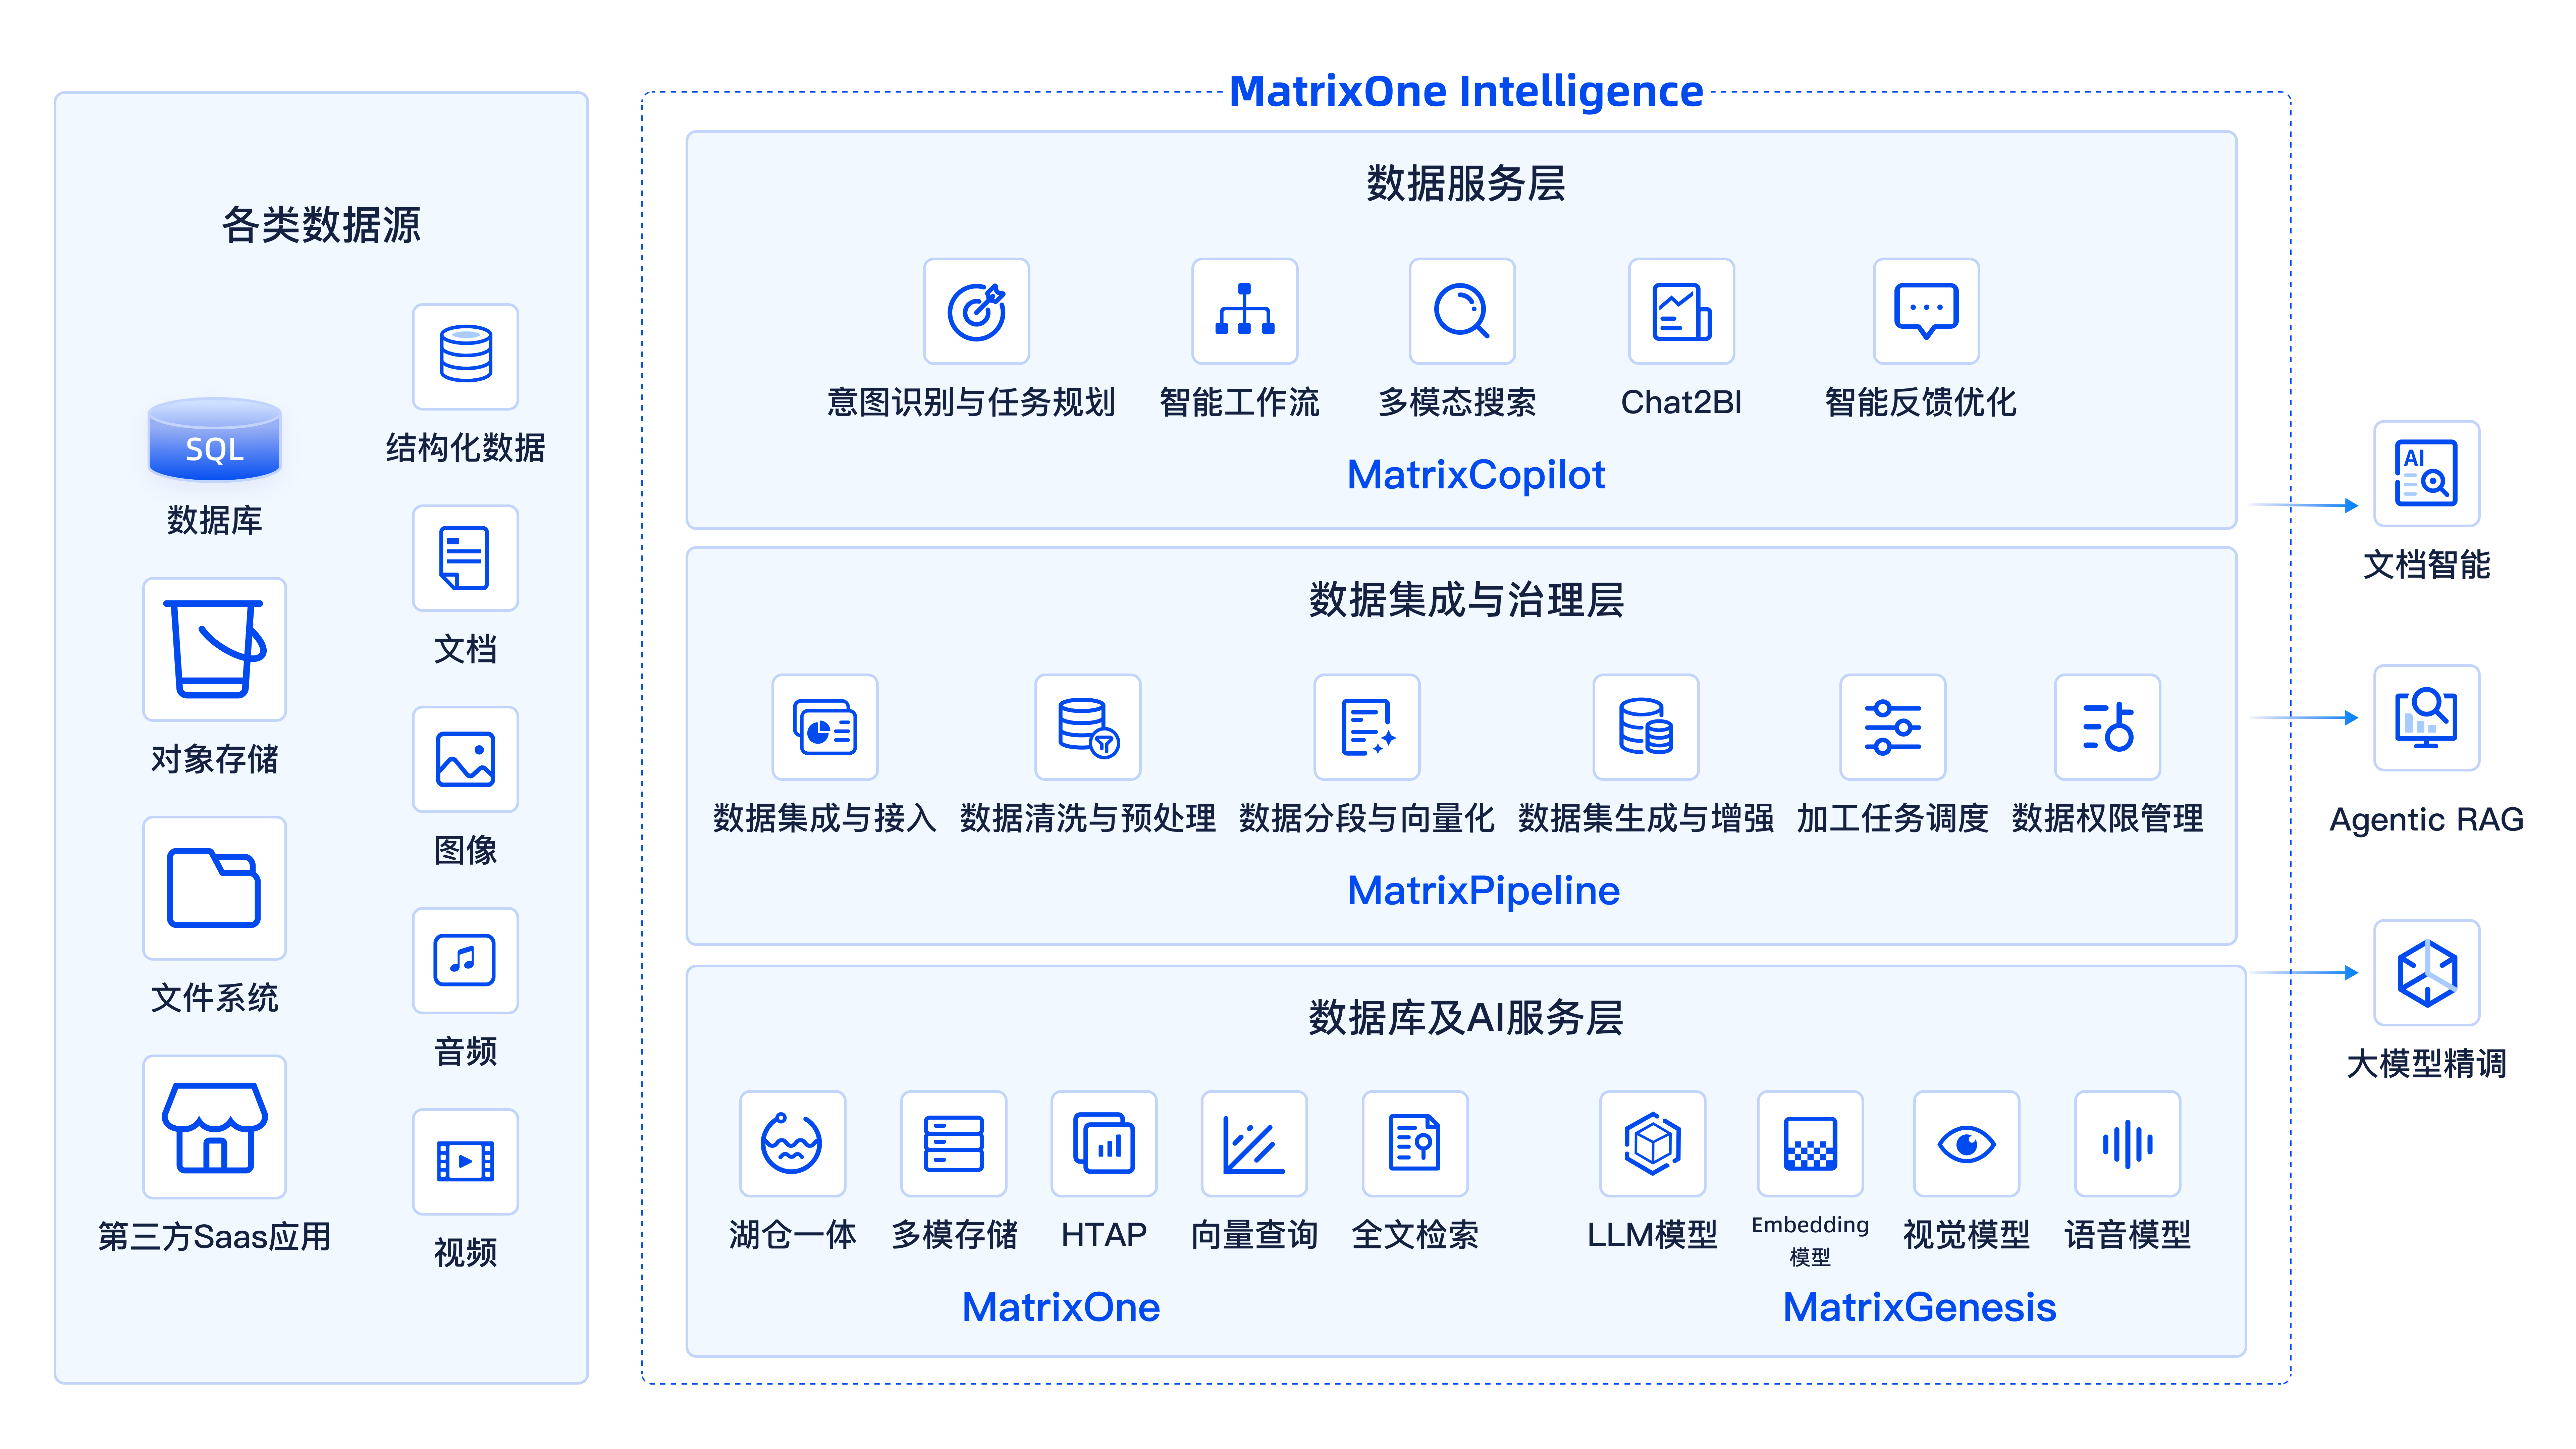 各类数据源
SQL
数据库
对象存储
文件系统
第三方Saas应用
结构化数据
文档
图像
音频
视频
MatrixOne Intelligence
数据服务层
意图识别与任务规划
智能工作流
多模态搜索
Chat2BI
智能反馈优化
MatrixCopilot
数据集成与治理层
数据集成与接入
数据清洗与预处理
数据分段与向量化
数据集生成与增强
加工任务调度
数据权限管理
MatrixPipeline
数据库及AI服务层
湖仓一体
多模存储
HTAP
向量查询
全文检索
LLM模型
Embedding
模型
视觉模型
语音模型
MatrixOne
MatrixGenesis
AI
文档智能
Agentic RAG
大模型精调